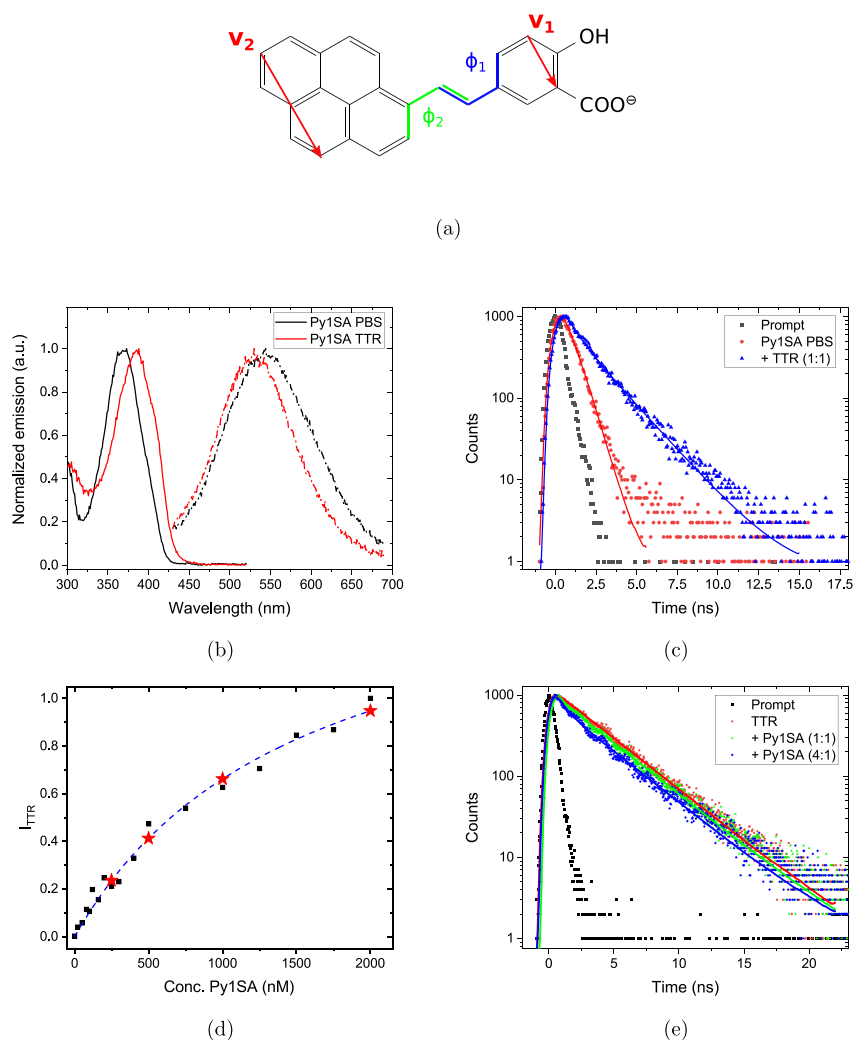 v₂
v₁
OH
ϕ₁
ϕ₂
COO⊖
(a)
Normalized emission (a.u.)
1.0
0.8
0.6
0.4
0.2
0.0
300 350 400 450 500 550 600 650 700
Wavelength (nm)
Py1SA PBS
Py1SA TTR
(b)
Counts
1000
100
10
1
0.0 2.5 5.0 7.5 10.0 12.5 15.0 17.5
Time (ns)
Prompt
Py1SA PBS
+ TTR (1:1)
(c)
I_TTR
1.0
0.8
0.6
0.4
0.2
0.0
0 500 1000 1500 2000
Conc. Py1SA (nM)
(d)
Counts
1000
100
10
1
0 5 10 15 20
Time (ns)
Prompt
TTR
+ Py1SA (1:1)
+ Py1SA (4:1)
(e)